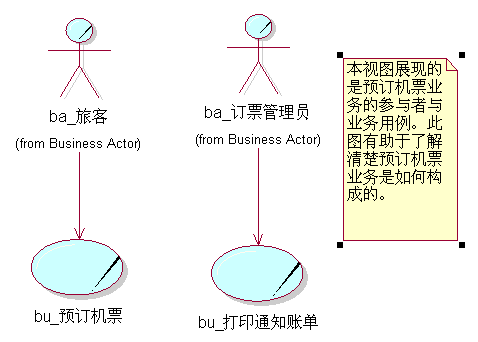 ba_旅客
(from Business Actor)
bu_预订机票
ba_订票管理员
(from Business Actor)
bu_打印通知账单
本视图展现的
是预订机票业
务的参与者与
业务用例。此
图有助于了解
清楚预订机票
业务是如何构
成的。